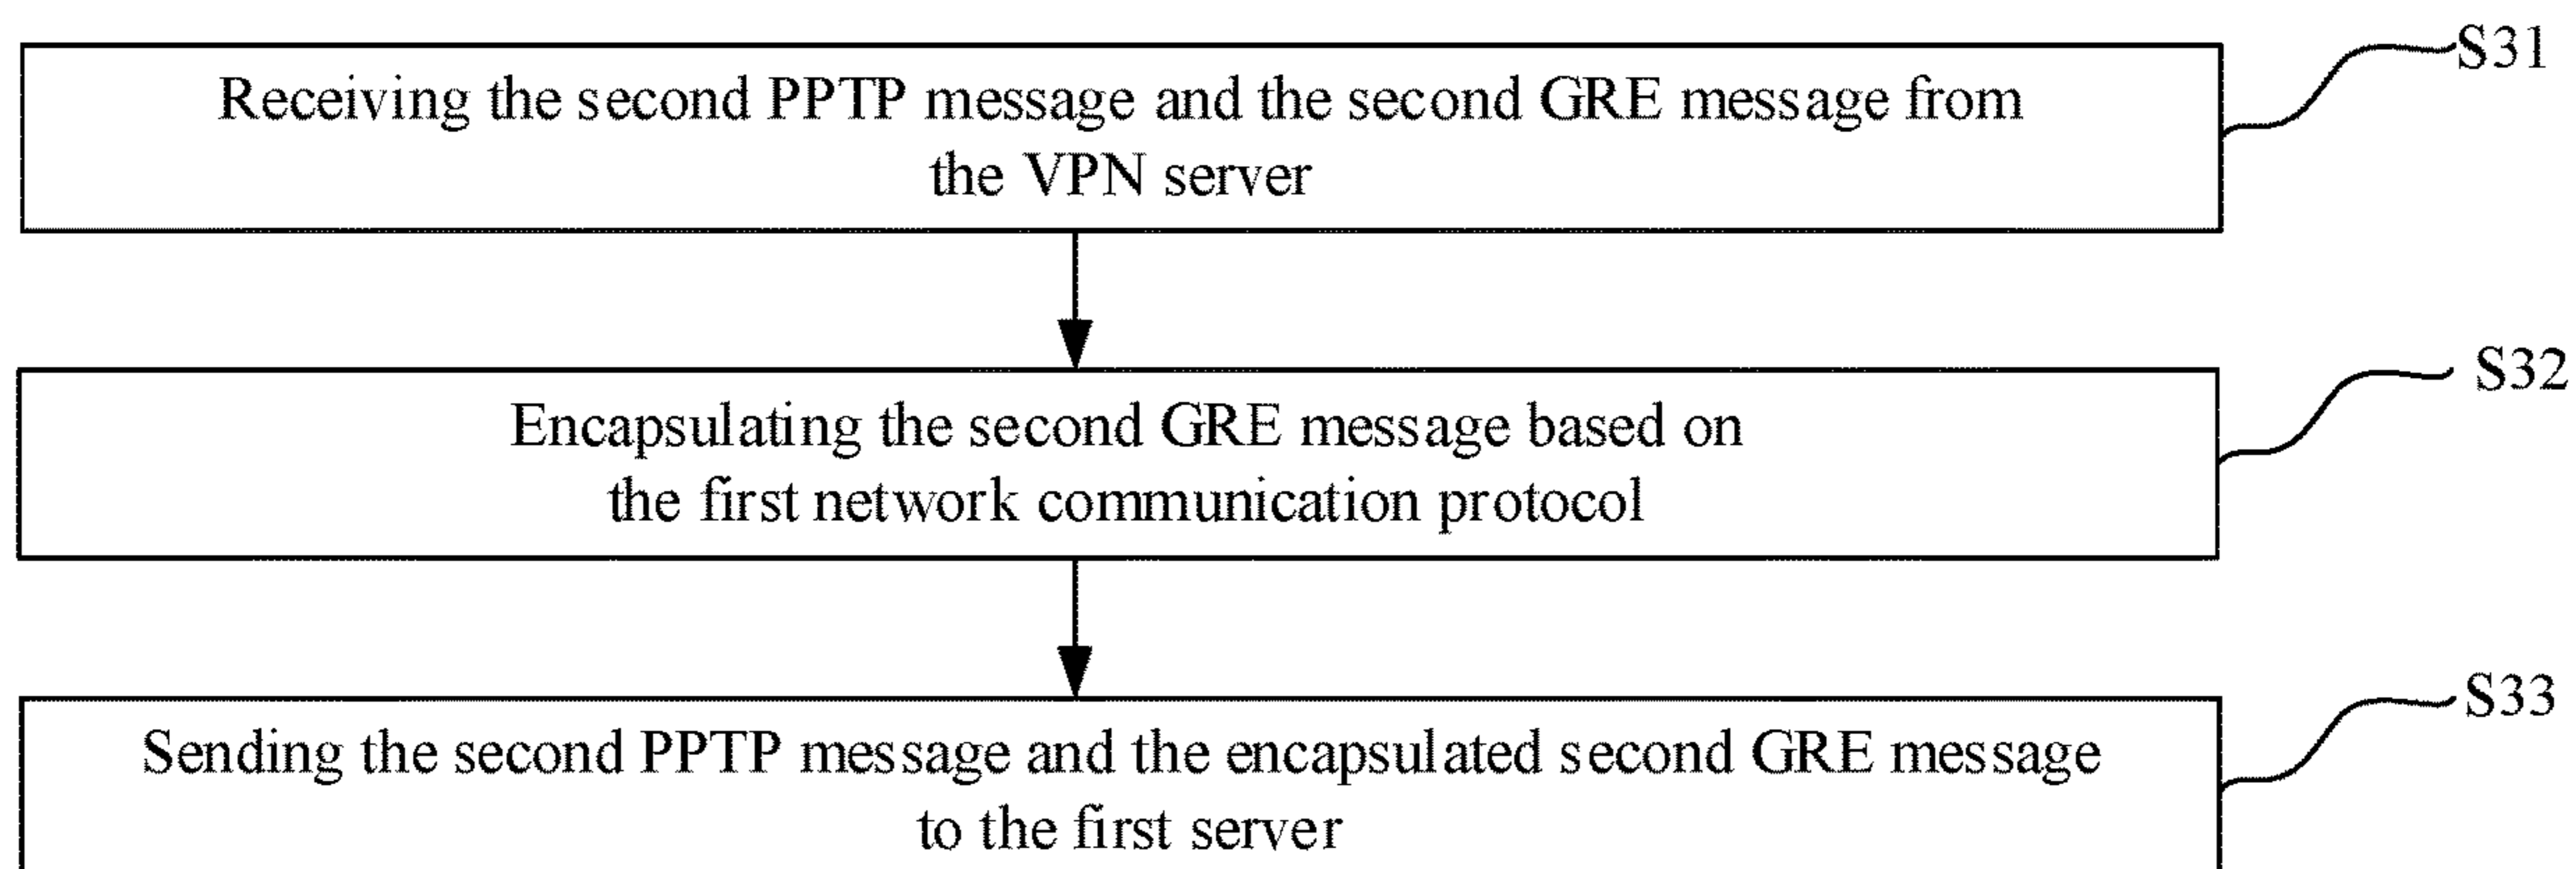 S31
Receiving the second PPTP message and the second GRE message from
the VPN server
S32
Encapsulating the second GRE message based on
the first network communication protocol
S33
Sending the second PPTP message and the encapsulated second GRE message
to the first server